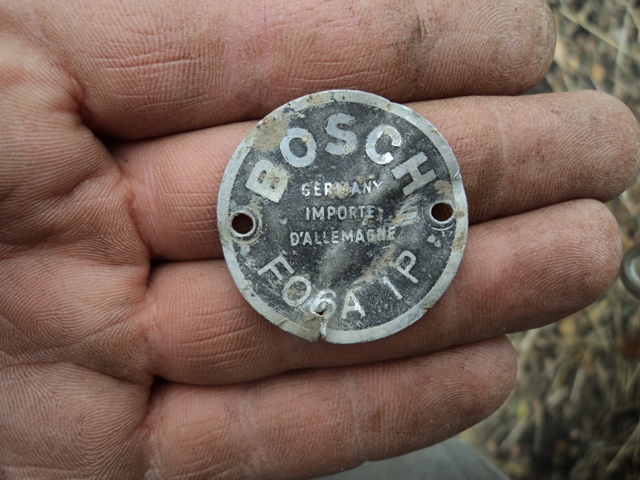 BOSCH
GERMANY
IMPORTE
D'ALLEMAGNE
FO6A 1P